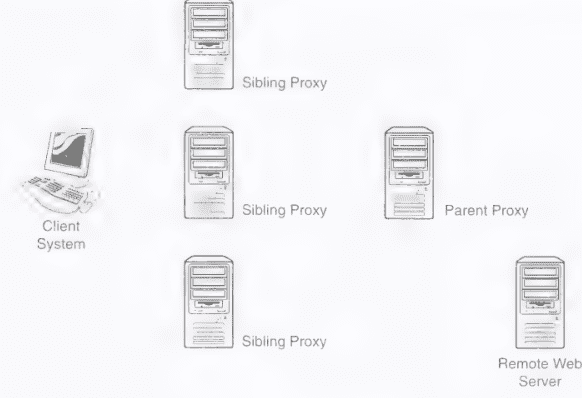 Sibling Proxy
Client
System
Sibling Proxy
Parent Proxy
Sibling Proxy
Remote Web
Server